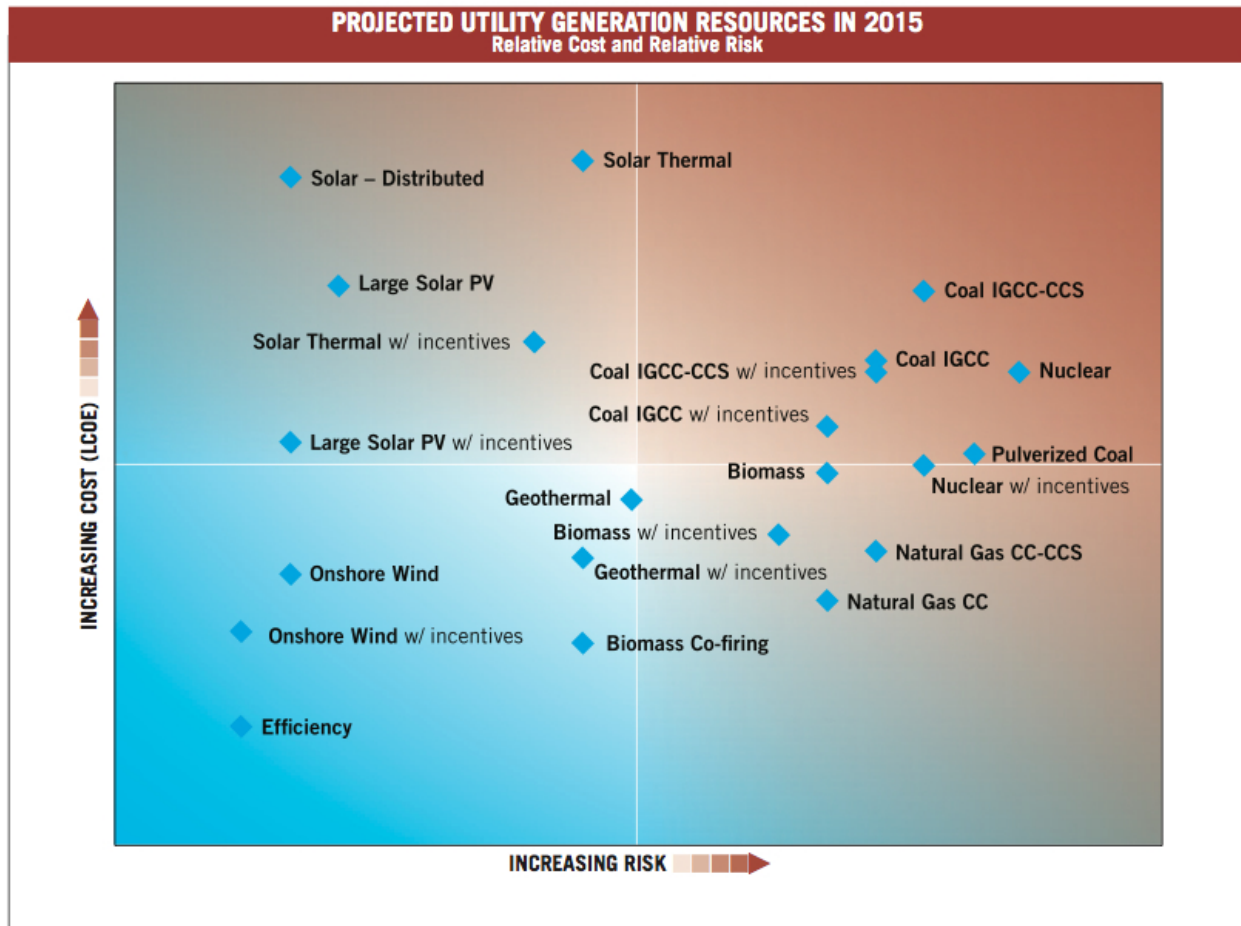 PROJECTED UTILITY GENERATION RESOURCES IN 2015
Relative Cost and Relative Risk
Solar Thermal
Solar – Distributed
Large Solar PV
Coal IGCC-CCS
Solar Thermal w/ incentives
Coal IGCC
Coal IGCC-CCS w/ incentives
Nuclear
Coal IGCC w/ incentives
Large Solar PV w/ incentives
Pulverized Coal
Biomass
Nuclear w/ incentives
Geothermal
Biomass w/ incentives
Natural Gas CC-CCS
Geothermal w/ incentives
Onshore Wind
Natural Gas CC
Onshore Wind w/ incentives
Biomass Co-firing
Efficiency
INCREASING COST (LCOE)
INCREASING RISK